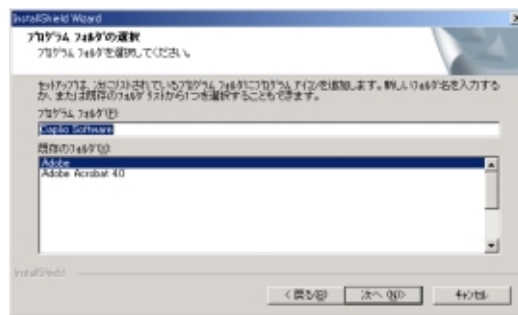 InstallShield Wizard
プログラム フォルダの選択
プログラム フォルダを選択してください。
セットアップは、次にリストされているプログラム フォルダにプログラム アイコンを追加します。新しいフォルダ名を入力する
か、または既存のフォルダ リストから1つを選択することもできます。
プログラム フォルダ(P):
Caplio Software
既存のフォルダ(X):
Adobe
Adobe Acrobat 4.0
InstallShield
< 戻る(B)
次へ(N) >
キャンセル